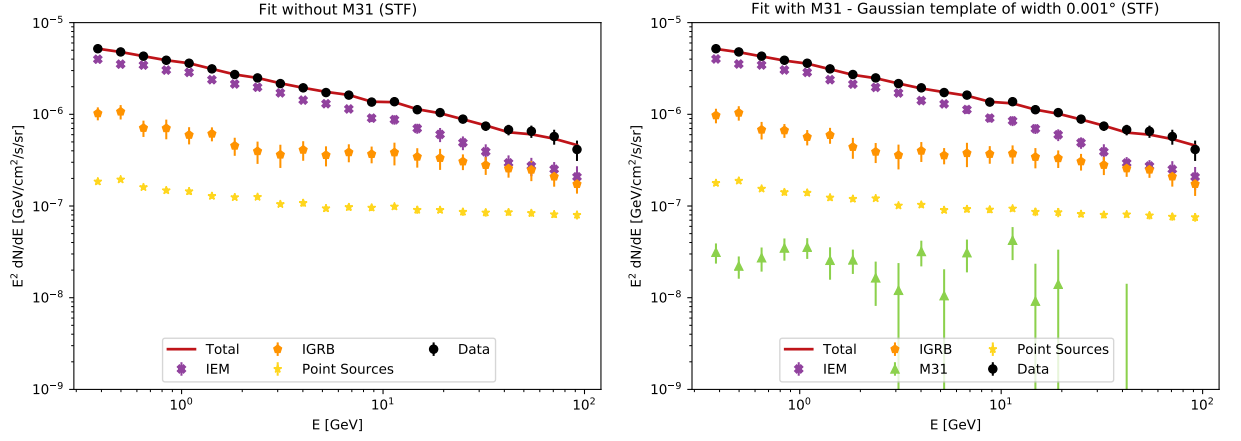 Fit without M31 (STF)
E² dN/dE [GeV/cm²/s/sr]
10⁻⁵
10⁻⁶
10⁻⁷
10⁻⁸
10⁻⁹
Total
IEM
IGRB
Point Sources
Data
10⁰
10¹
10²
E [GeV]
Fit with M31 - Gaussian template of width 0.001° (STF)
E² dN/dE [GeV/cm²/s/sr]
10⁻⁵
10⁻⁶
10⁻⁷
10⁻⁸
10⁻⁹
Total
IEM
IGRB
M31
Point Sources
Data
10⁰
10¹
10²
E [GeV]